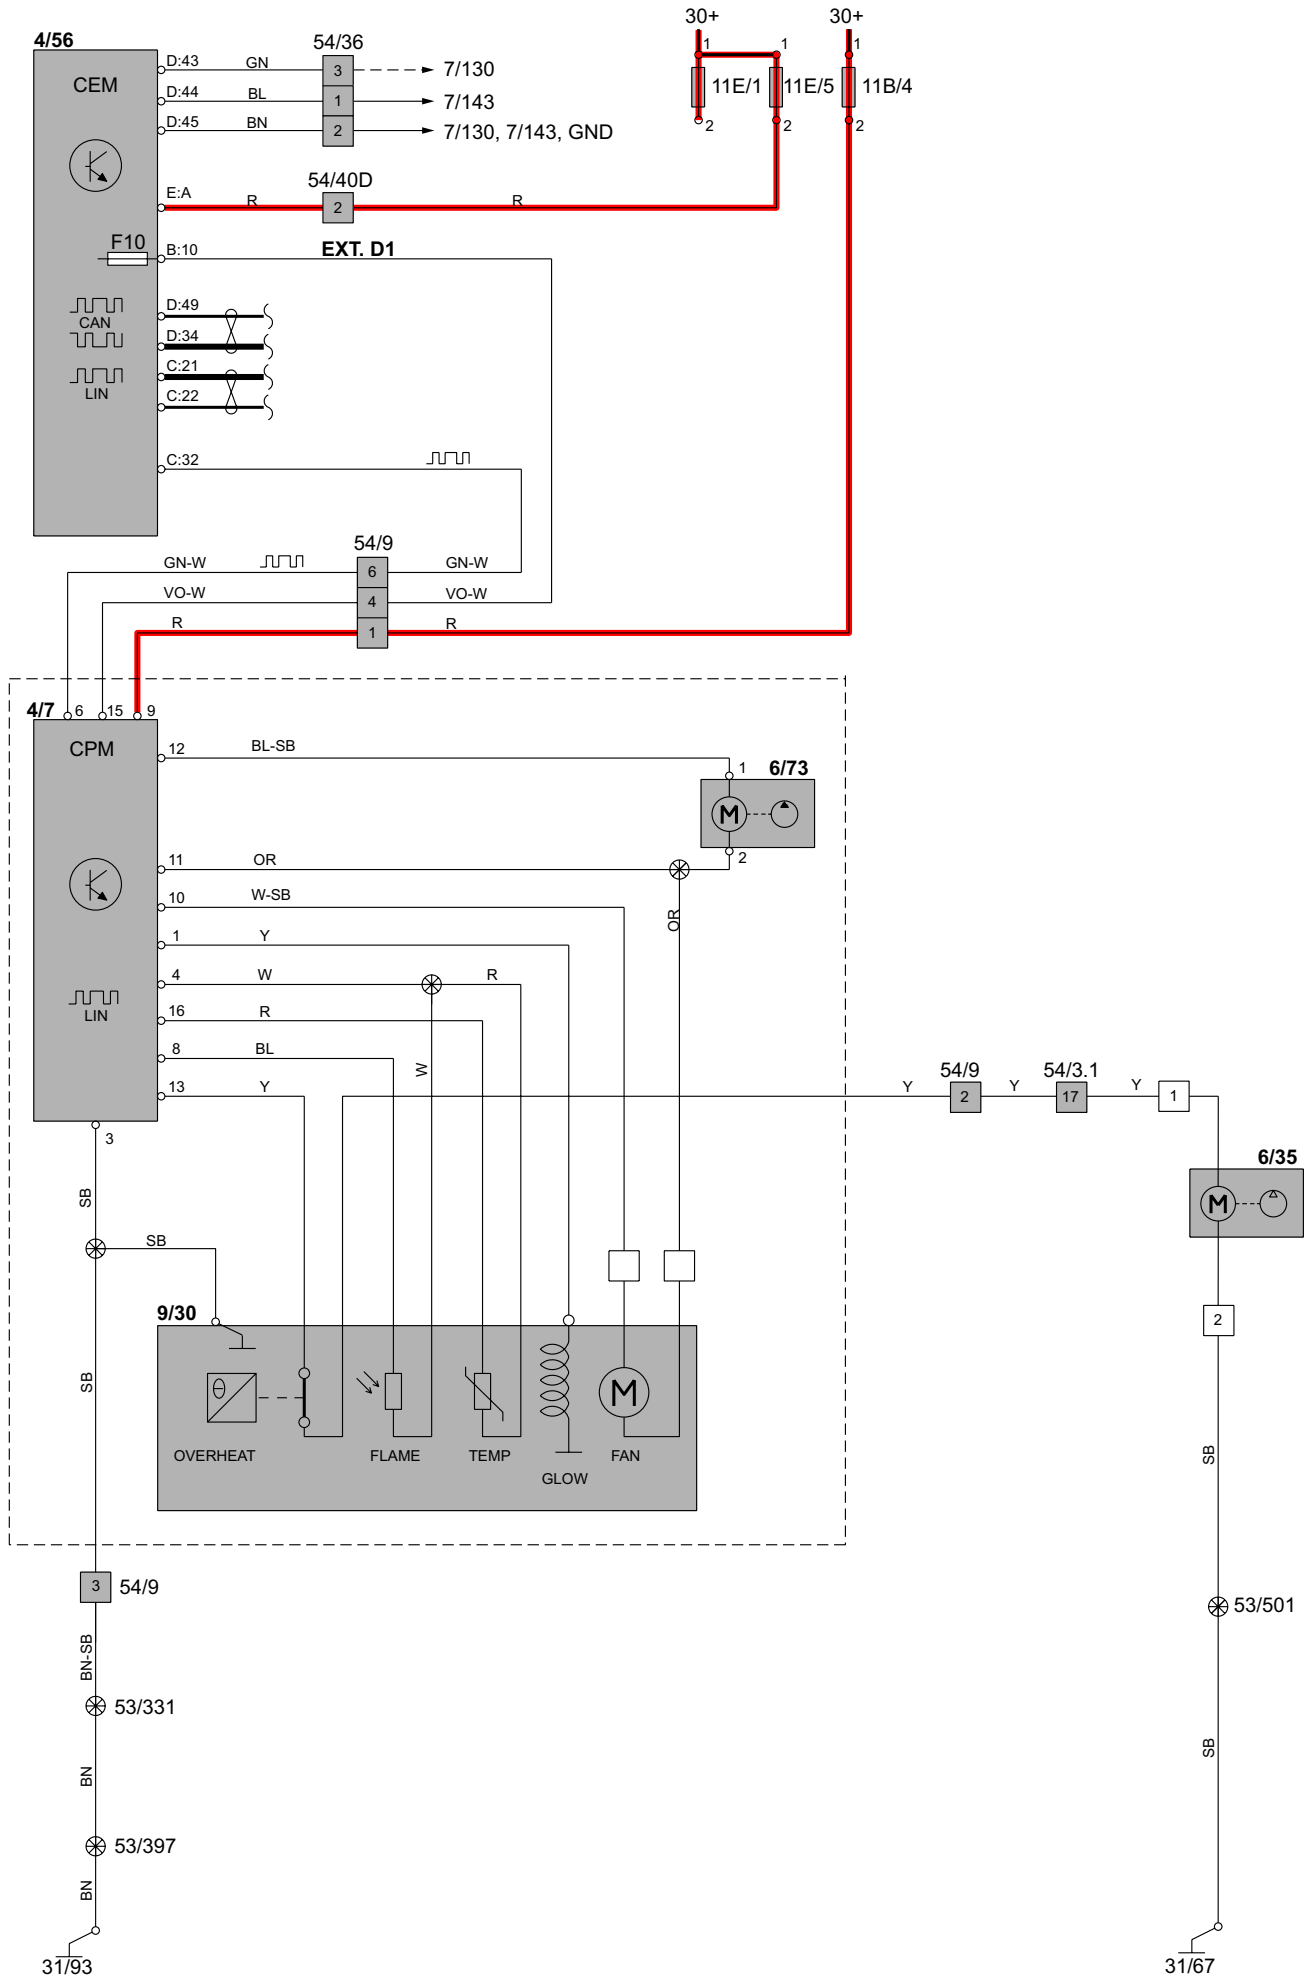 30+ 30+
4/56 54/36
1 1 1
CEM D:43 GN 3 7/130
11E/1 11E/5 11B/4
D:44 BL 1 7/143
D:45 BN 2 7/130, 7/143, GND
2 2 2
54/40D
E:A R 2 R
F10 B:10 EXT. D1
D:49
CAN
D:34
C:21
LIN
C:22
C:32
54/9
GN-W 6 GN-W
VO-W 4 VO-W
R 1 R
4/7 6 15 9
CPM 12 BL-SB
1 6/73
M
2
11 OR
10 W-SB
OR
1 Y
4 W R
16 R
LIN
8 BL
W
13 Y
54/9 54/3.1
Y 2 Y 17 Y 1
3
6/35
M
SB
SB
9/30
2
SB
Θ
M
OVERHEAT FLAME TEMP FAN
GLOW
SB
3 54/9
53/501
BN-SB
53/331
SB
BN
53/397
BN
31/93 31/67